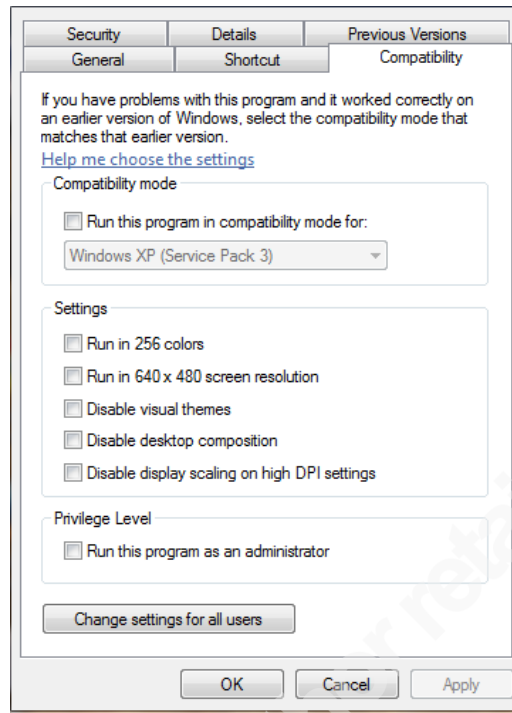 Security Details Previous Versions
General Shortcut Compatibility
If you have problems with this program and it worked correctly on
an earlier version of Windows, select the compatibility mode that
matches that earlier version.
Help me choose the settings
Compatibility mode
Run this program in compatibility mode for:
Windows XP (Service Pack 3)
Settings
Run in 256 colors
Run in 640 x 480 screen resolution
Disable visual themes
Disable desktop composition
Disable display scaling on high DPI settings
Privilege Level
Run this program as an administrator
Change settings for all users
OK Cancel Apply